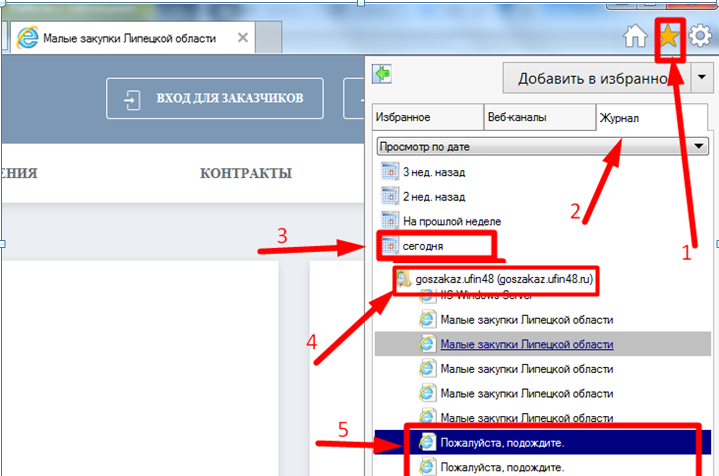 Малые закупки Липецкой области
Добавить в избранно
ВХОД ДЛЯ ЗАКАЗЧИКОВ
Избранное
Веб-каналы
Журнал
Просмотр по дате
ЕНИЯ
КОНТРАКТЫ
3 нед. назад
2 нед. назад
На прошлой неделе
сегодня
goszakaz.ufin48 (goszakaz.ufin48.ru)
IIS Windows Server
Малые закупки Липецкой области
Малые закупки Липецкой области
Малые закупки Липецкой области
Малые закупки Липецкой области
Малые закупки Липецкой области
Пожалуйста, подождите.
Пожалуйста, подождите.
1
2
3
4
5